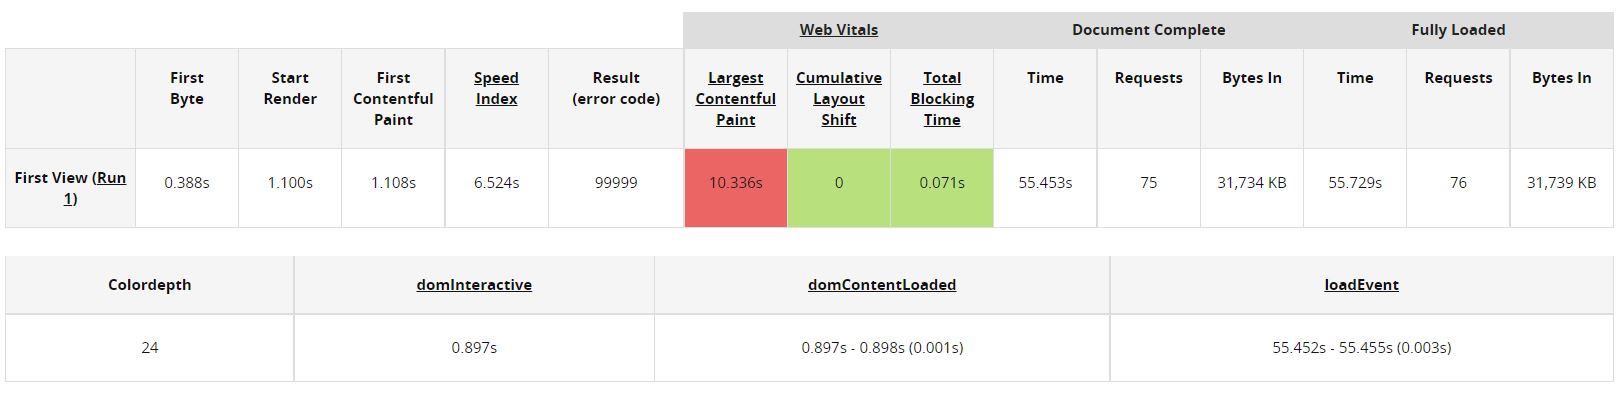 Web Vitals Document Complete Fully Loaded
First Byte Start Render First Contentful Paint Speed Index Result (error code) Largest Contentful Paint Cumulative Layout Shift Total Blocking Time Time Requests Bytes In Time Requests Bytes In
First View (Run 1) 0.388s 1.100s 1.108s 6.524s 99999 10.336s 0 0.071s 55.453s 75 31,734 KB 55.729s 76 31,739 KB
Colordepth domInteractive domContentLoaded loadEvent
24 0.897s 0.897s - 0.898s (0.001s) 55.452s - 55.455s (0.003s)